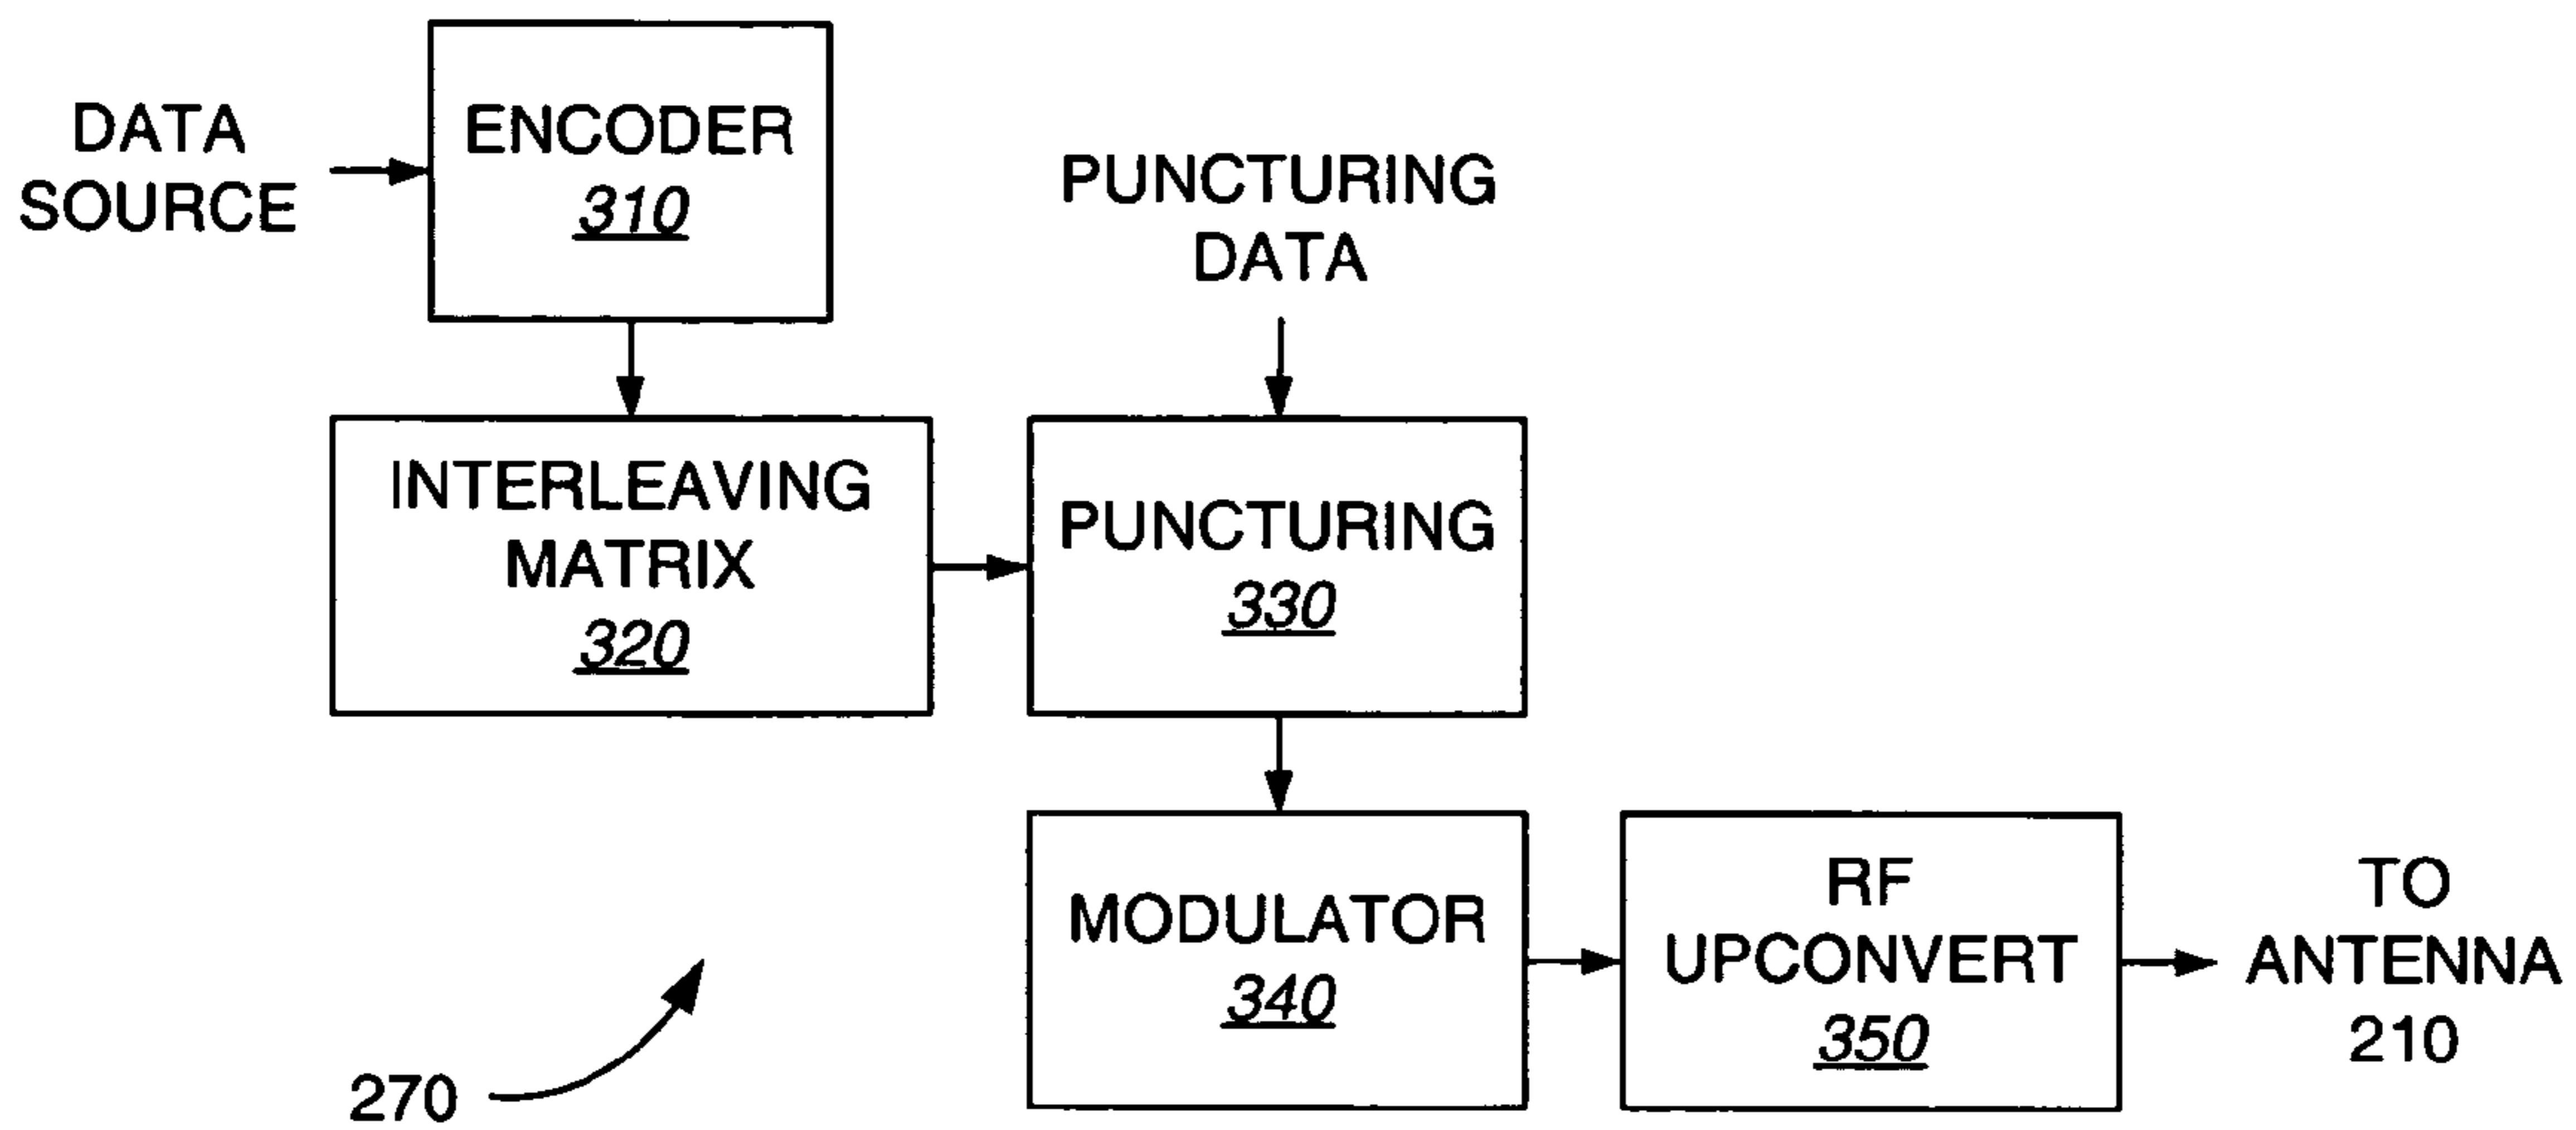 DATA
SOURCE
ENCODER
310
PUNCTURING
DATA
INTERLEAVING
MATRIX
320
PUNCTURING
330
MODULATOR
340
RF
UPCONVERT
350
TO
ANTENNA
210
270